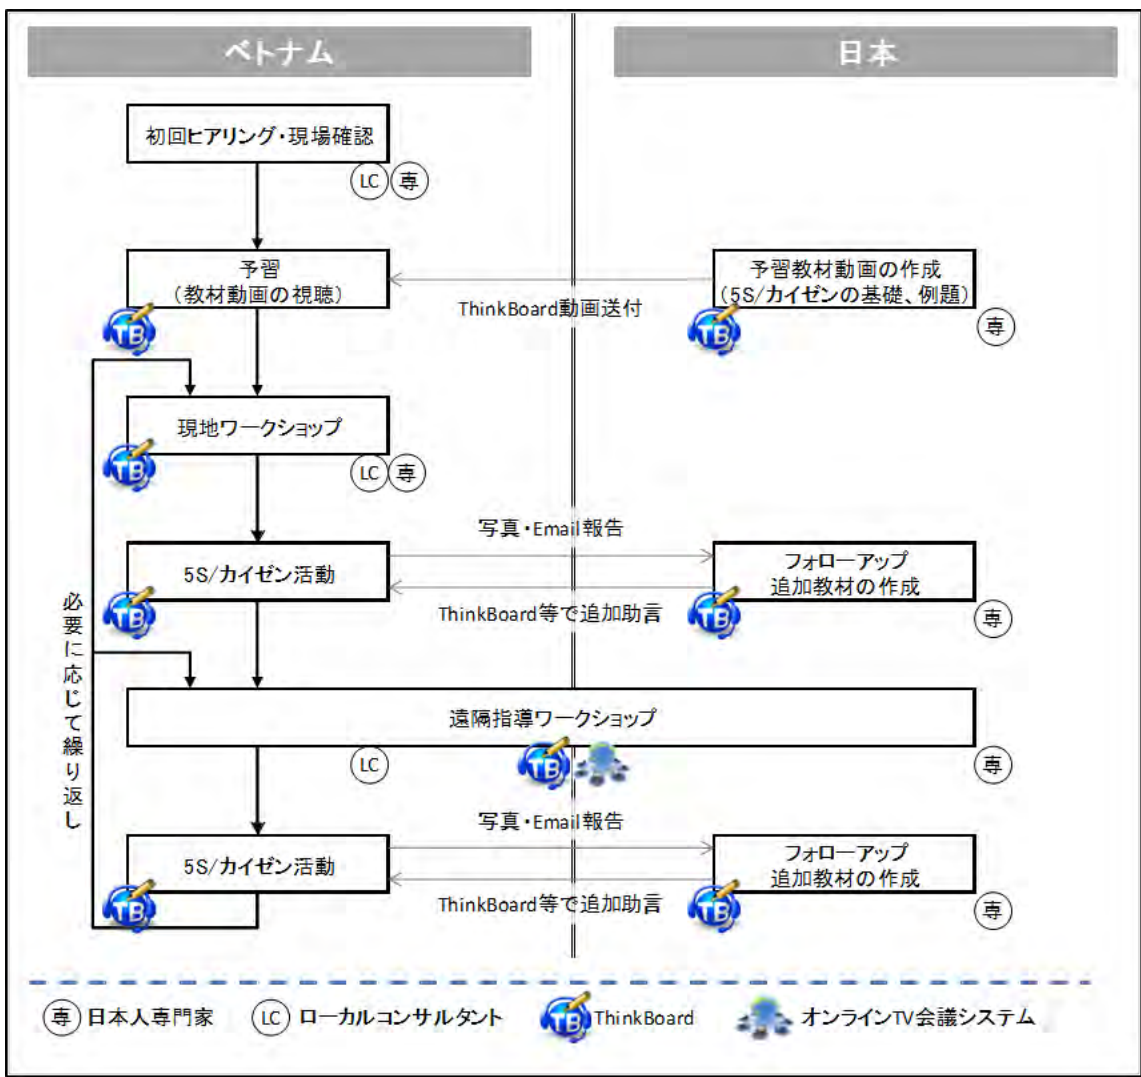 ベトナム
日本
初回ヒアリング・現場確認
LC 専
予習
(教材動画の視聴)
TB
ThinkBoard動画送付
予習教材動画の作成
(5S/カイゼンの基礎、例題)
TB
専
現地ワークショップ
TB
LC 専
5S/カイゼン活動
TB
写真・Email報告
ThinkBoard等で追加助言
フォローアップ
追加教材の作成
TB
専
必要に応じて繰り返し
遠隔指導ワークショップ
LC
TB
専
5S/カイゼン活動
TB
写真・Email報告
ThinkBoard等で追加助言
フォローアップ
追加教材の作成
TB
専
専 日本人専門家 LC ローカルコンサルタント TB ThinkBoard オンラインTV会議システム